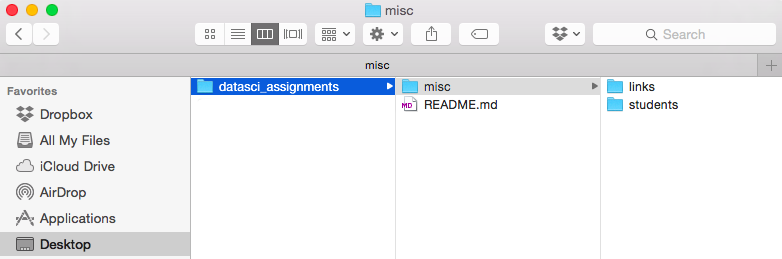 misc
Search
misc
Favorites
Dropbox
All My Files
iCloud Drive
AirDrop
Applications
Desktop
datasci_assignments
misc
MD README.md
links
students